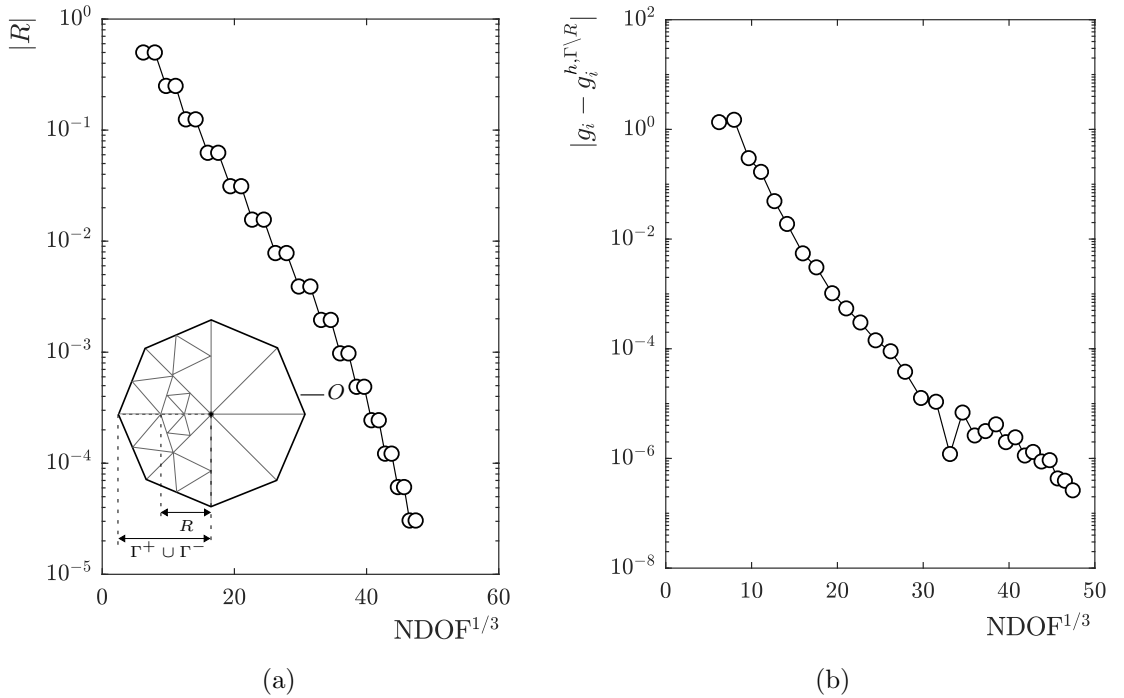 |R|
10^0
10^{-1}
10^{-2}
10^{-3}
10^{-4}
10^{-5}
0 20 40 60
NDOF^{1/3}
O
R
Γ^+ ∪ Γ^-
(a)
|g_i − g_i^{h,Γ\R}|
10^2
10^0
10^{-2}
10^{-4}
10^{-6}
10^{-8}
0 10 20 30 40 50
NDOF^{1/3}
(b)